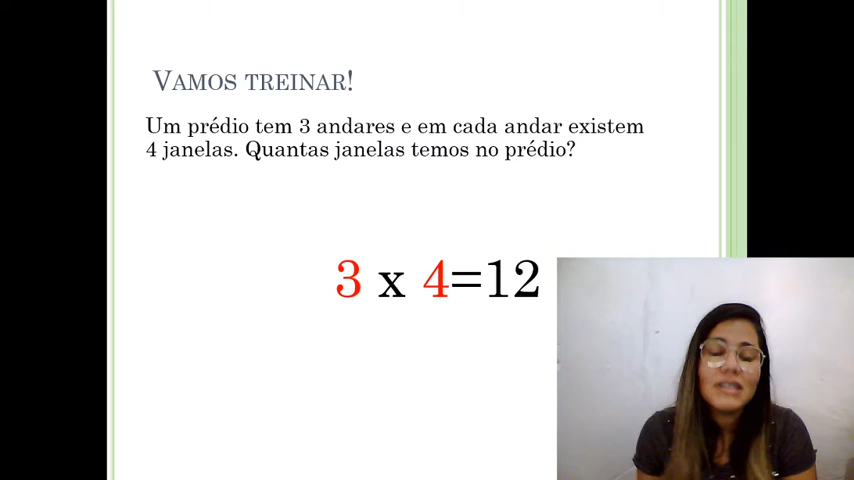 VAMOS TREINAR!
Um prédio tem 3 andares e em cada andar existem
4 janelas. Quantas janelas temos no prédio?
3 x 4=12